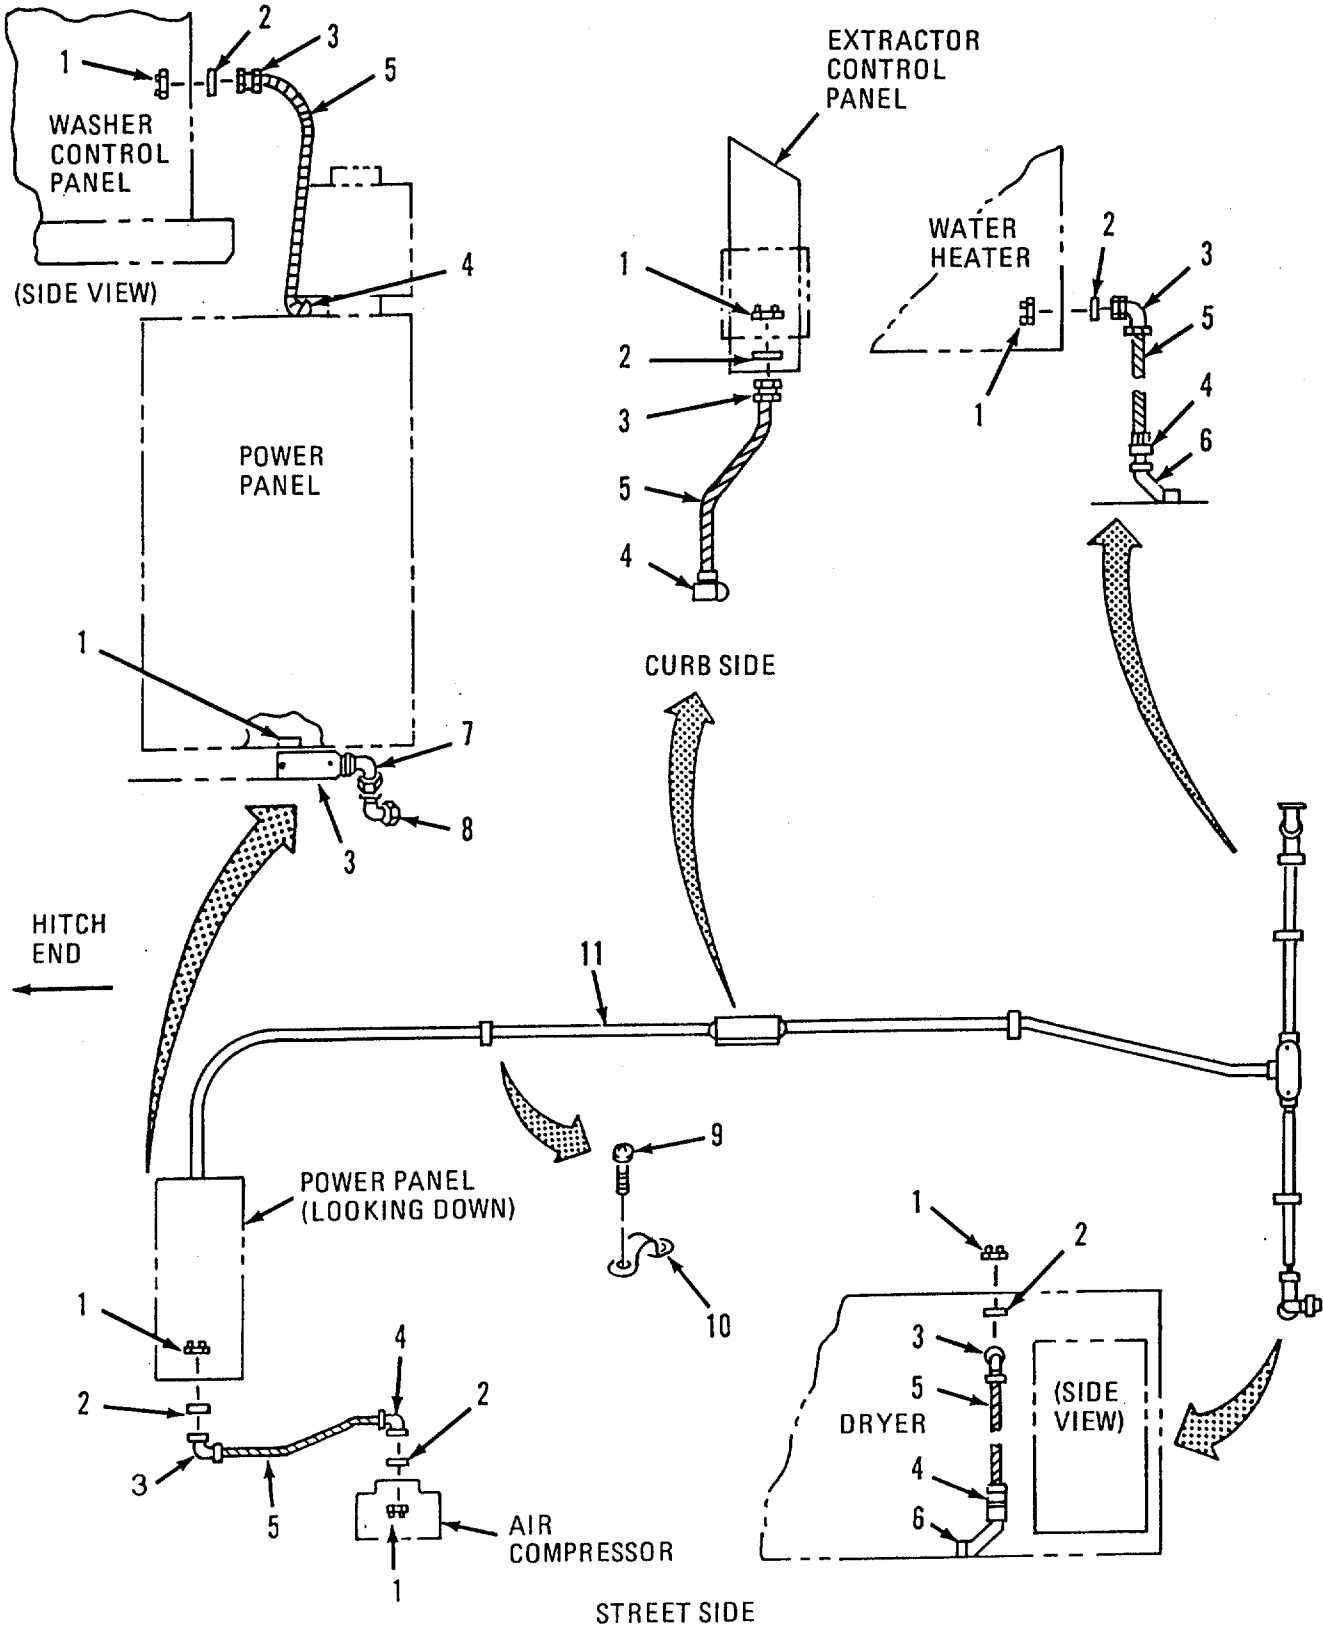 1
2
3
5
WASHER
CONTROL
PANEL
(SIDE VIEW)
4
POWER
PANEL
1
7
8
3
EXTRACTOR
CONTROL
PANEL
1
2
3
5
4
CURB SIDE
WATER
HEATER
2
3
5
1
4
6
HITCH
END
11
POWER PANEL
(LOOKING DOWN)
9
10
1
2
3
5
4
2
1
AIR
COMPRESSOR
1
2
3
5
DRYER
(SIDE
VIEW)
4
6
STREET SIDE